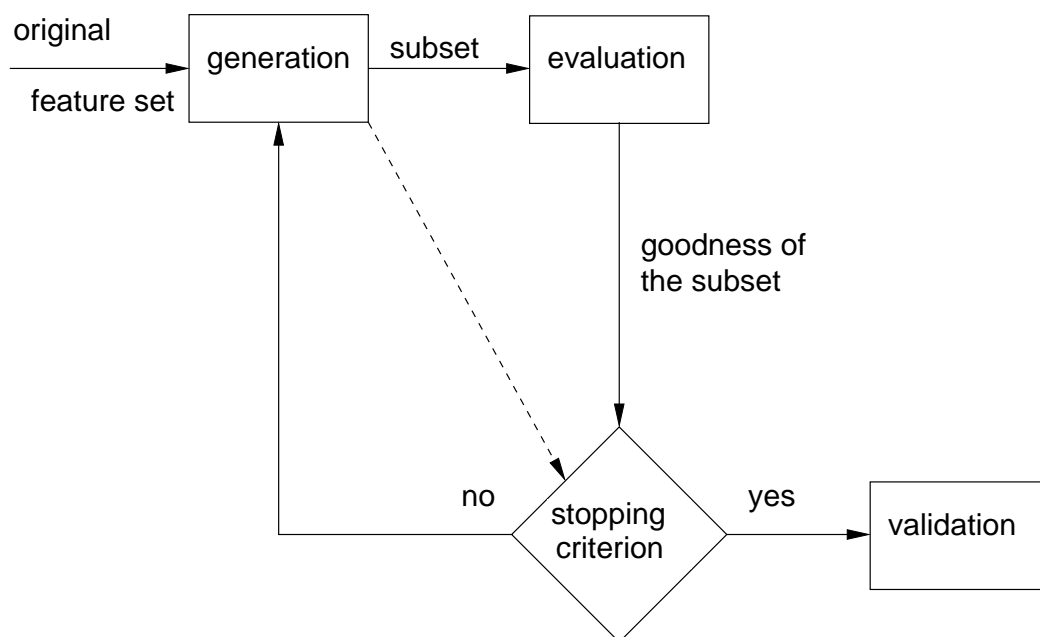 original
feature set
generation
subset
evaluation
goodness of
the subset
no
stopping
criterion
yes
validation